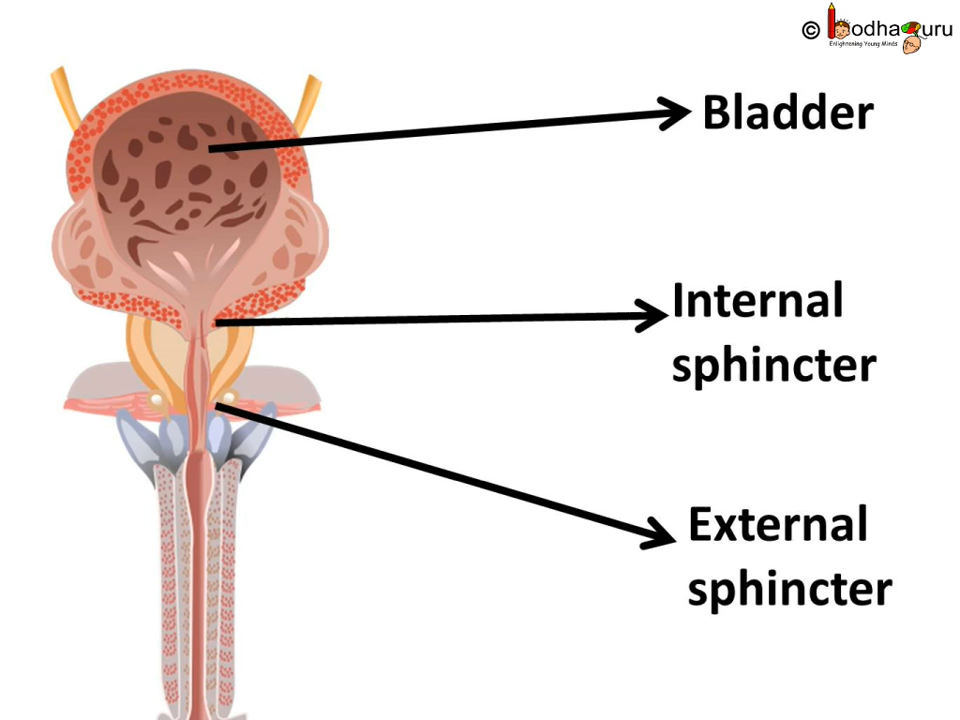 © BodhaGuru
Enlightening Young Minds
Bladder
Internal
sphincter
External
sphincter